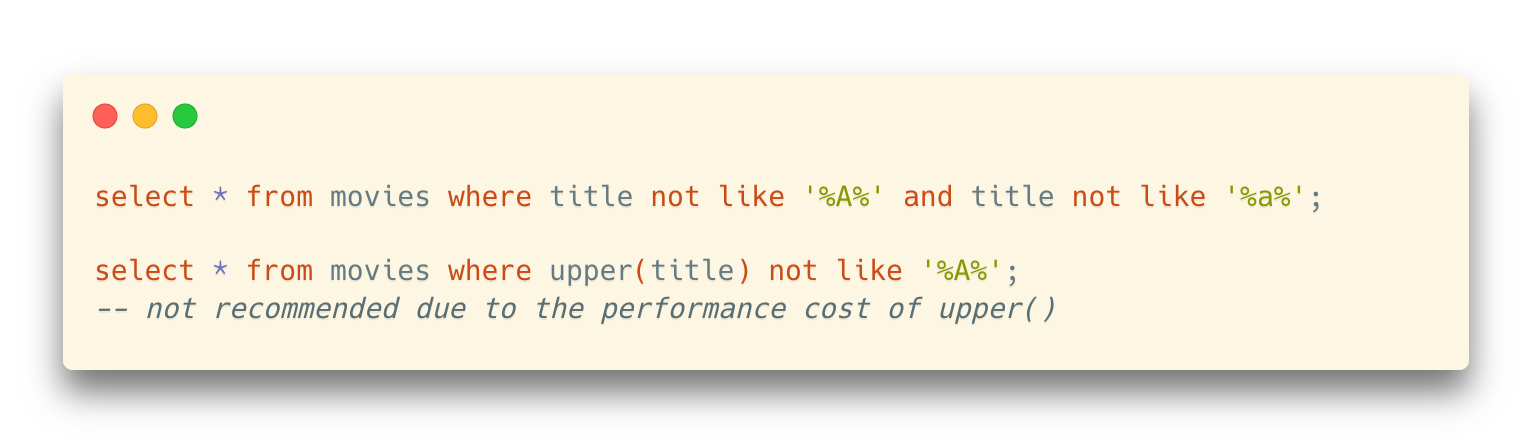 select * from movies where title not like '%A%' and title not like '%a%';
select * from movies where upper(title) not like '%A%';
-- not recommended due to the performance cost of upper()